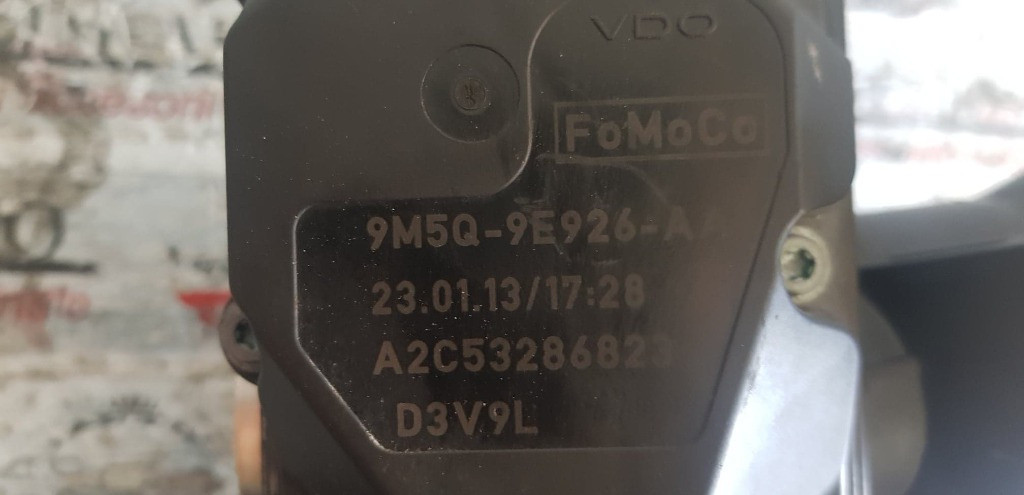 VDO
FoMoCo
9M5Q-9E926-AA
23.01.13/17:28
A2C53286823
D3V9L